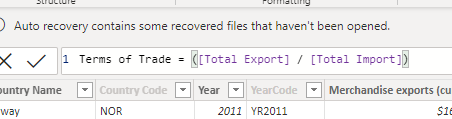 Structure Formatting
Auto recovery contains some recovered files that haven't been opened.
1 Terms of Trade = ([Total Export] / [Total Import])
ountry Name Country Code Year YearCode Merchandise exports (cu
way NOR 2011 YR2011